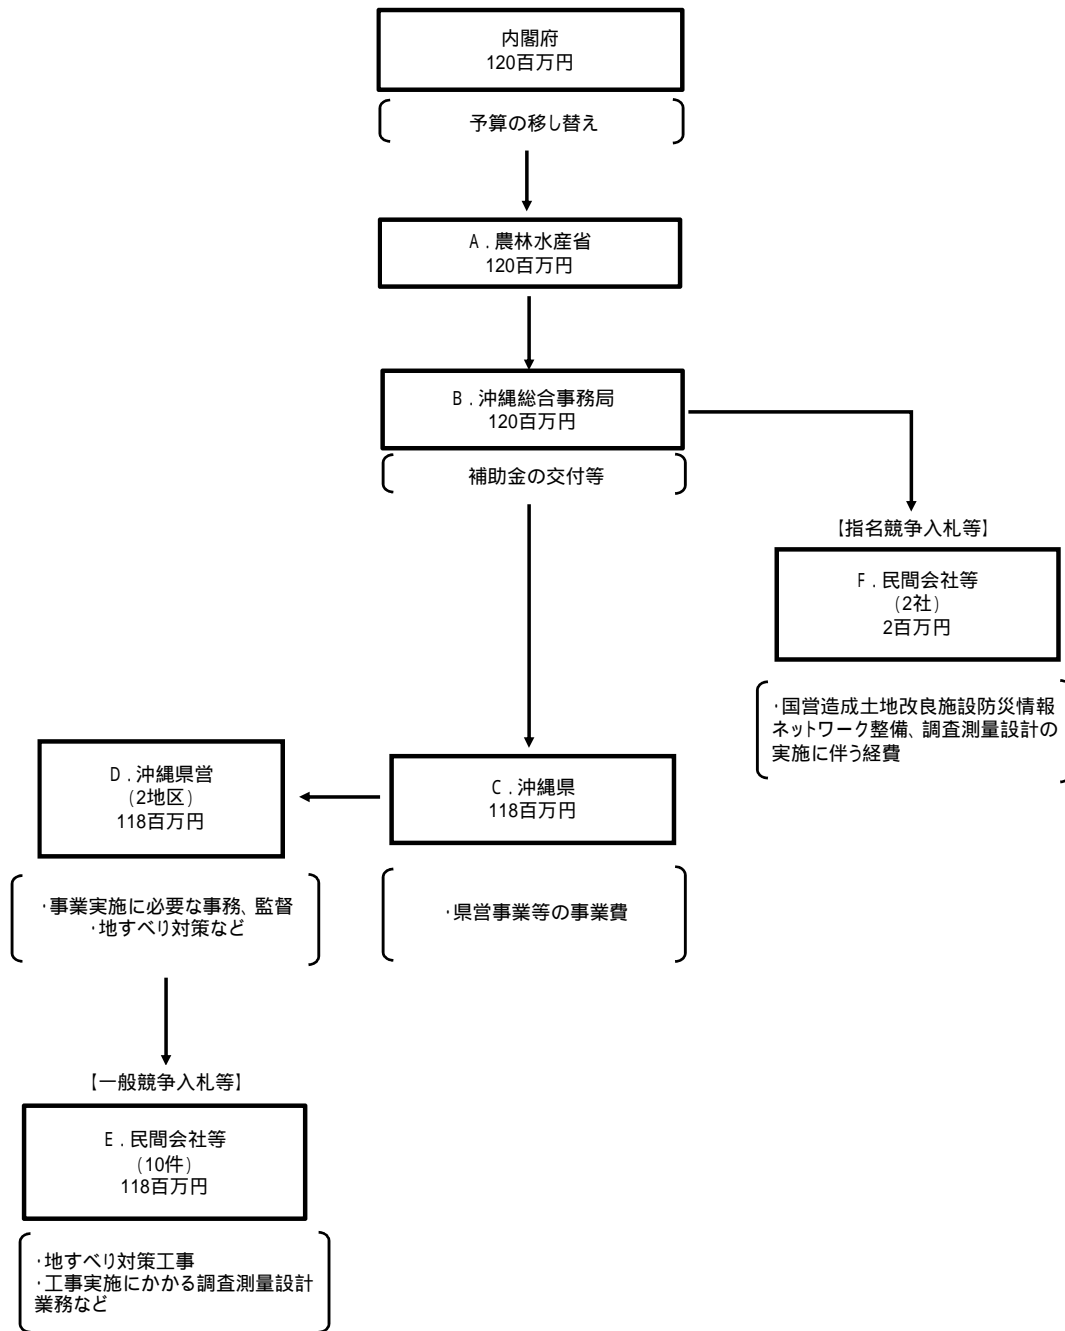 内閣府
120百万円
予算の移し替え
A．農林水産省
120百万円
B．沖縄総合事務局
120百万円
補助金の交付等
【指名競争入札等】
F．民間会社等
（2社）
2百万円
・国営造成土地改良施設防災情報
ネットワーク整備、調査測量設計の
実施に伴う経費
C．沖縄県
118百万円
・県営事業等の事業費
D．沖縄県営
（2地区）
118百万円
・事業実施に必要な事務、監督
・地すべり対策など
【一般競争入札等】
E．民間会社等
（10件）
118百万円
・地すべり対策工事
・工事実施にかかる調査測量設計
業務など